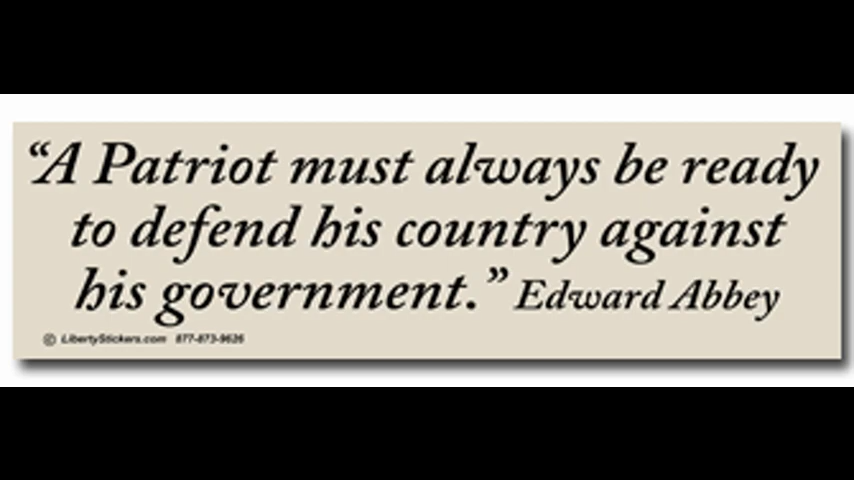 “A Patriot must always be ready
to defend his country against
his government.” Edward Abbey
© LibertyStickers.com 877-873-9626